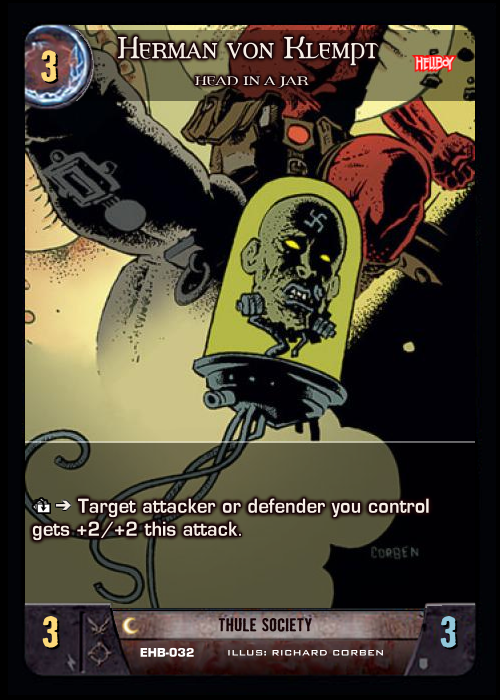 3
HERMAN VON KLEMPT
HELLBOY
HEAD IN A JAR
→ Target attacker or defender you control
gets +2/+2 this attack.
CORBEN
3
THULE SOCIETY
3
EHB-032 ILLUS: RICHARD CORBEN